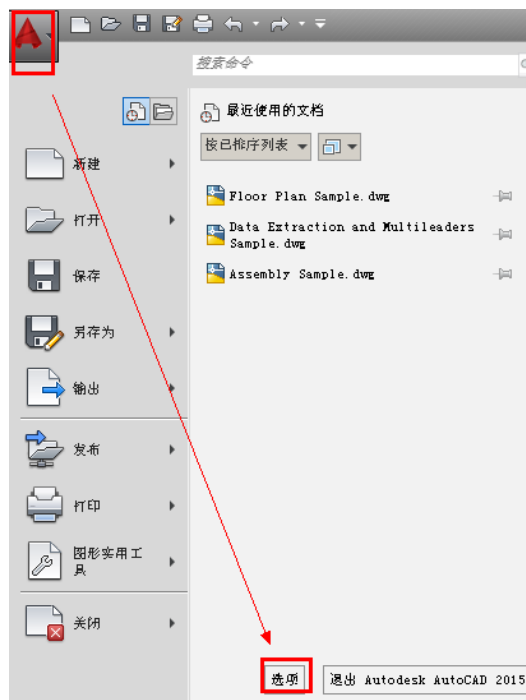 搜索命令
最近使用的文档
按已排序列表
新建
Floor Plan Sample.dwg
打开
Data Extraction and Multileaders
Sample.dwg
保存
Assembly Sample.dwg
另存为
输出
发布
打印
图形实用工
具
关闭
选项
退出 Autodesk AutoCAD 2015